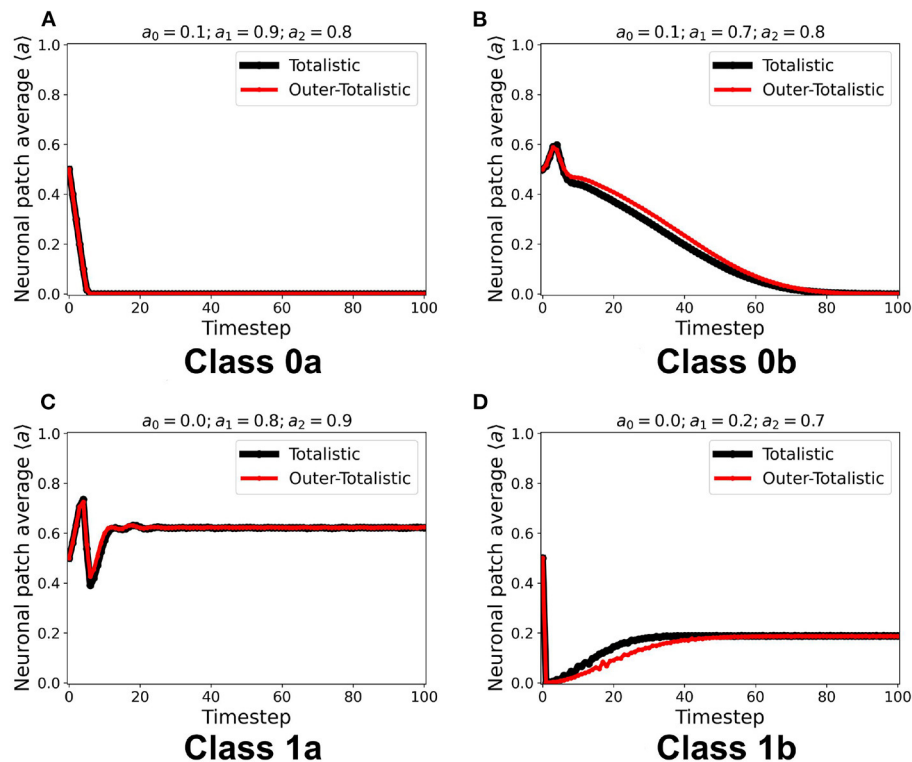 A
a₀ = 0.1; a₁ = 0.9; a₂ = 0.8
Neuronal patch average ⟨a⟩
1.0
0.8
0.6
0.4
0.2
0.0
Totalistic
Outer-Totalistic
0 20 40 60 80 100
Timestep
Class 0a
B
a₀ = 0.1; a₁ = 0.7; a₂ = 0.8
Neuronal patch average ⟨a⟩
1.0
0.8
0.6
0.4
0.2
0.0
Totalistic
Outer-Totalistic
0 20 40 60 80 100
Timestep
Class 0b
C
a₀ = 0.0; a₁ = 0.8; a₂ = 0.9
Neuronal patch average ⟨a⟩
1.0
0.8
0.6
0.4
0.2
0.0
Totalistic
Outer-Totalistic
0 20 40 60 80 100
Timestep
Class 1a
D
a₀ = 0.0; a₁ = 0.2; a₂ = 0.7
Neuronal patch average ⟨a⟩
1.0
0.8
0.6
0.4
0.2
0.0
Totalistic
Outer-Totalistic
0 20 40 60 80 100
Timestep
Class 1b